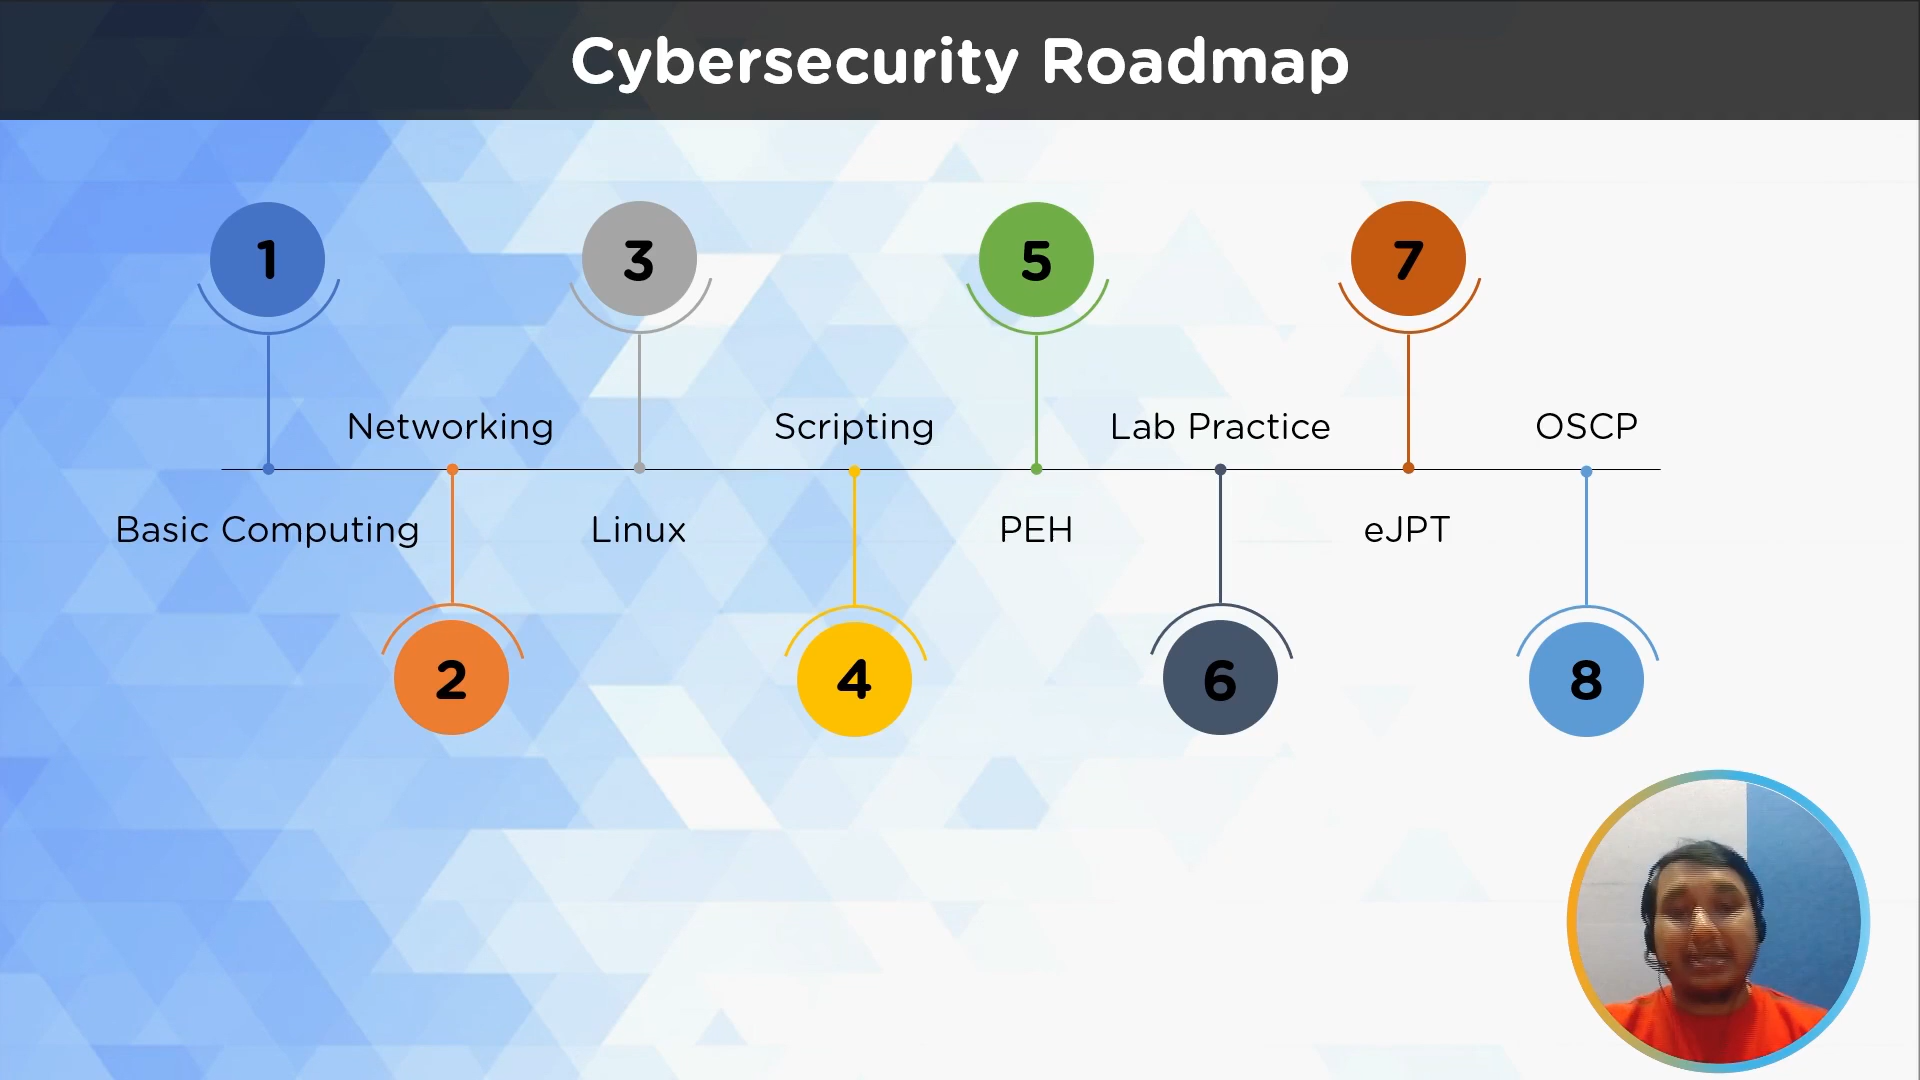 Cybersecurity Roadmap
1
3
5
7
Networking
Scripting
Lab Practice
OSCP
Basic Computing
Linux
PEH
eJPT
2
4
6
8